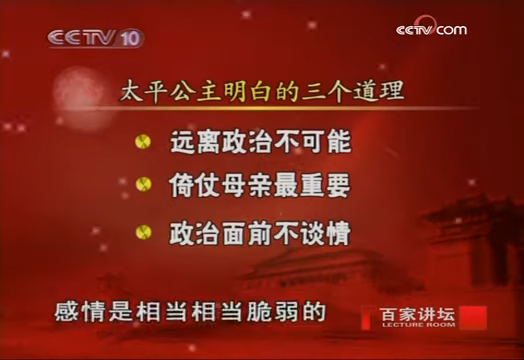 CCTV 10
CCTV.com
太平公主明白的三个道理
远离政治不可能
倚仗母亲最重要
政治面前不谈情
感情是相当相当脆弱的
百家讲坛
LECTURE ROOM